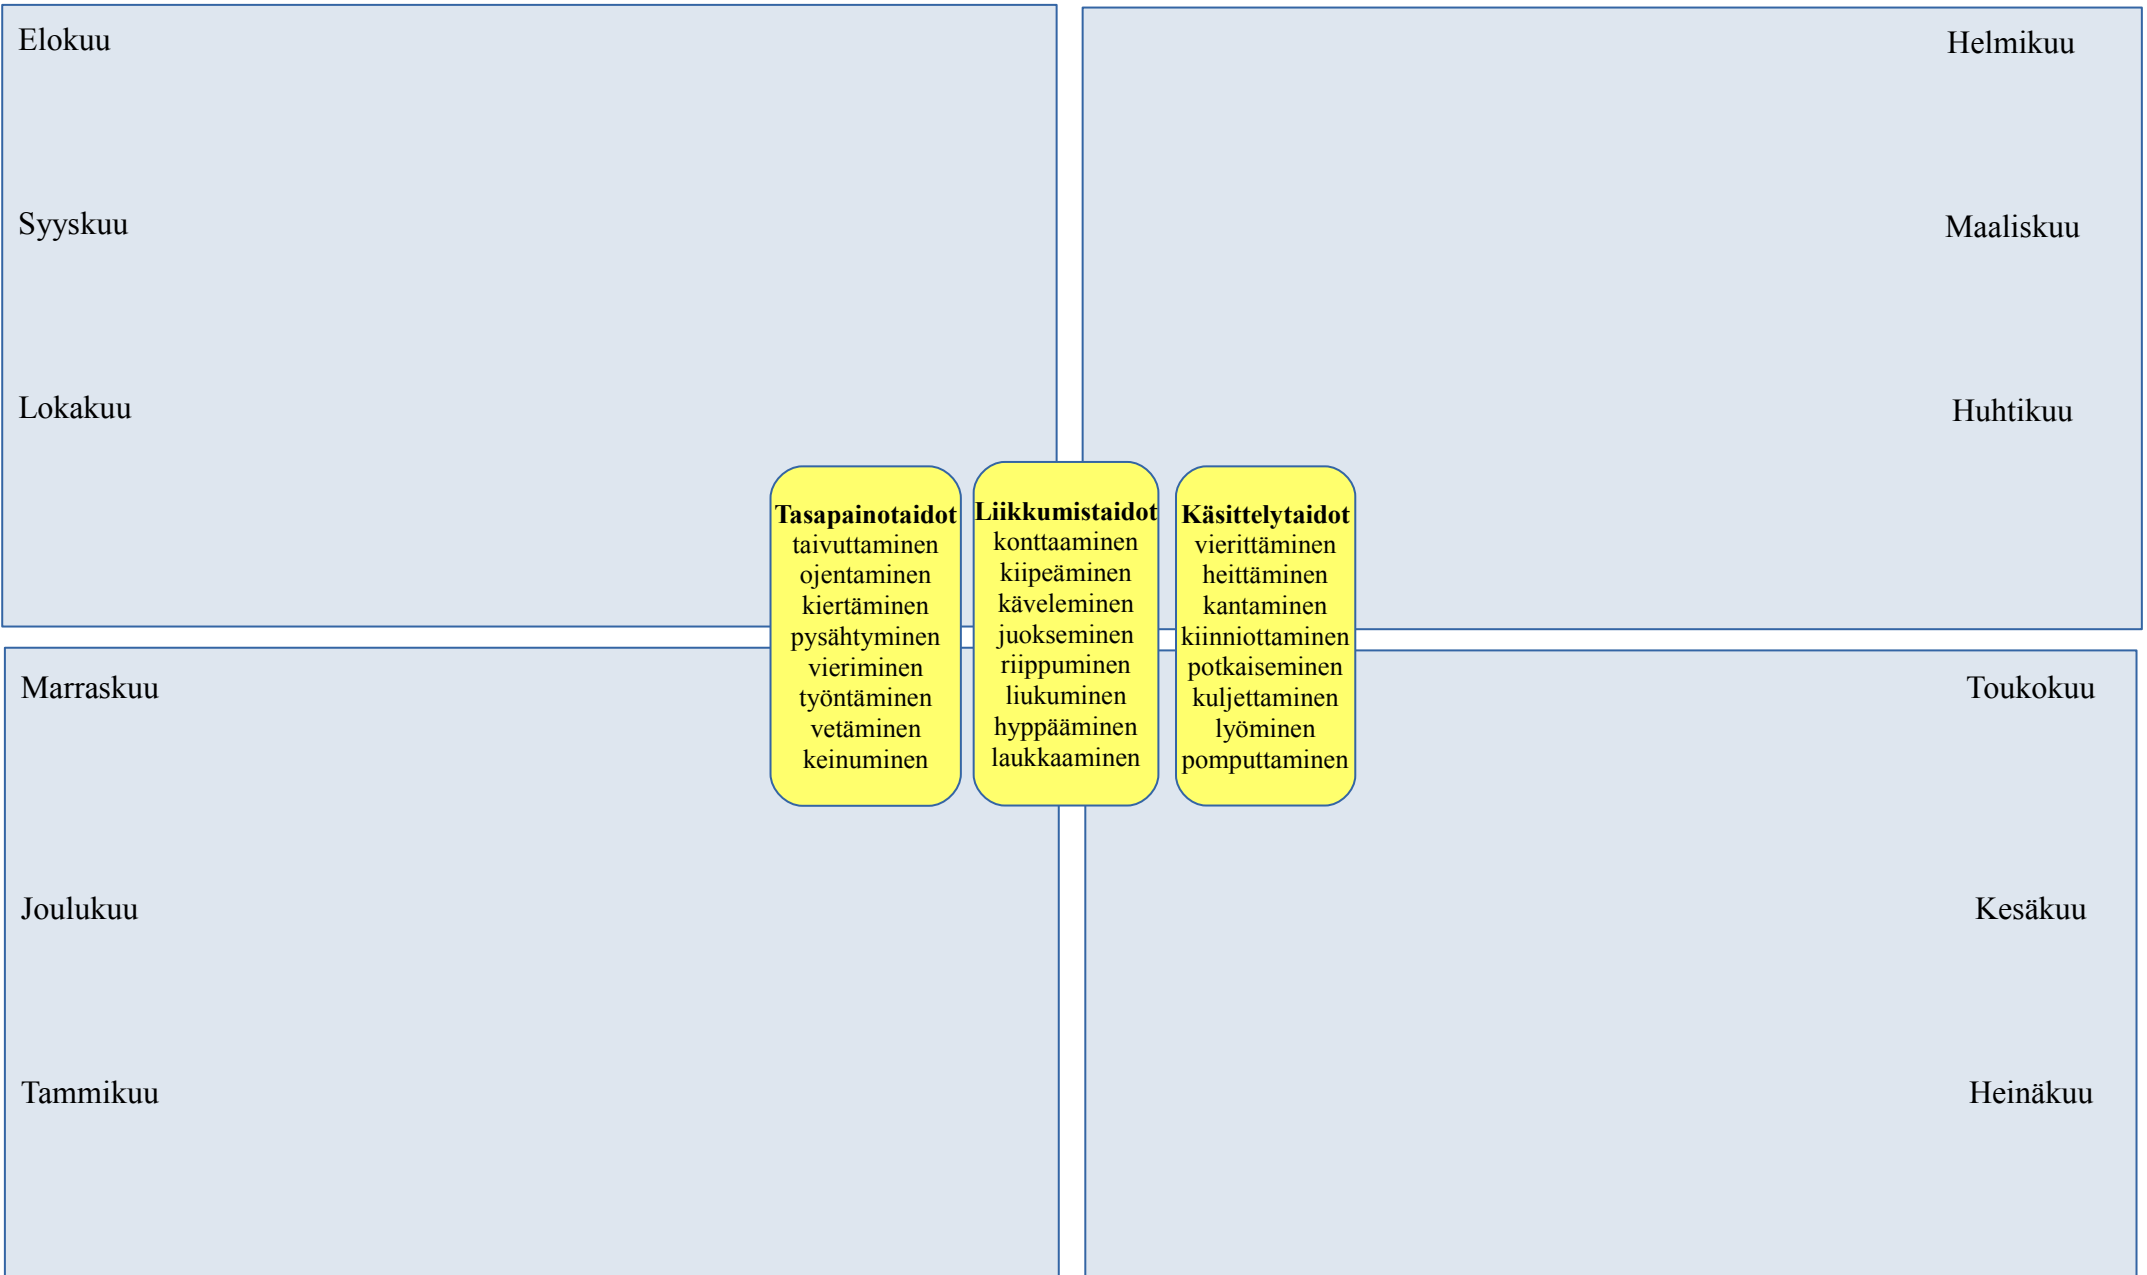 Elokuu
Syyskuu
Lokakuu
Helmikuu
Maaliskuu
Huhtikuu
Tasapainotaidot
taivuttaminen
ojentaminen
kiertäminen
pysähtyminen
vieriminen
työntäminen
vetäminen
keinuminen
Liikkumistaidot
konttaaminen
kiipeäminen
käveleminen
juokseminen
riippuminen
liukuminen
hyppääminen
laukkaaminen
Käsittelytaidot
vierittäminen
heittäminen
kantaminen
kiinniottaminen
potkaiseminen
kuljettaminen
lyöminen
pomputtaminen
Marraskuu
Joulukuu
Tammikuu
Toukokuu
Kesäkuu
Heinäkuu